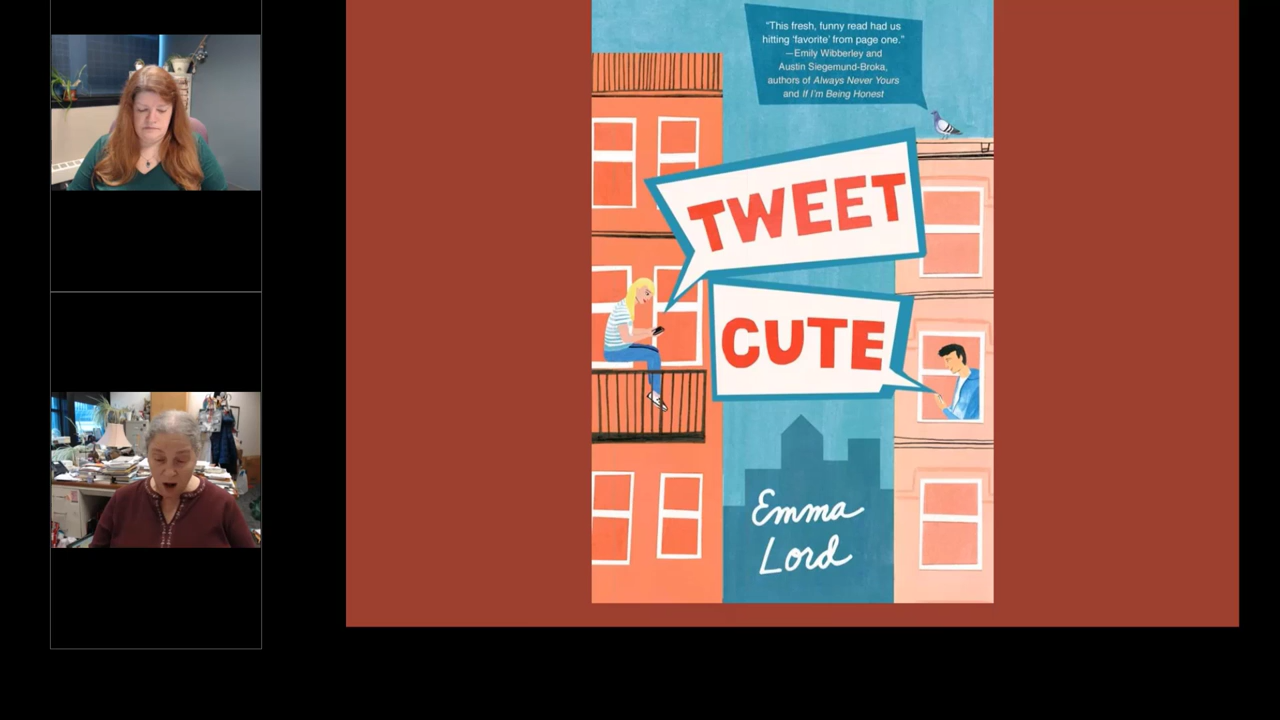 “This fresh, funny read had us
hitting ‘favorite’ from page one.”
—Emily Wibberley and
Austin Siegemund-Broka,
authors of Always Never Yours
and If I’m Being Honest
TWEET
CUTE
Emma
Lord